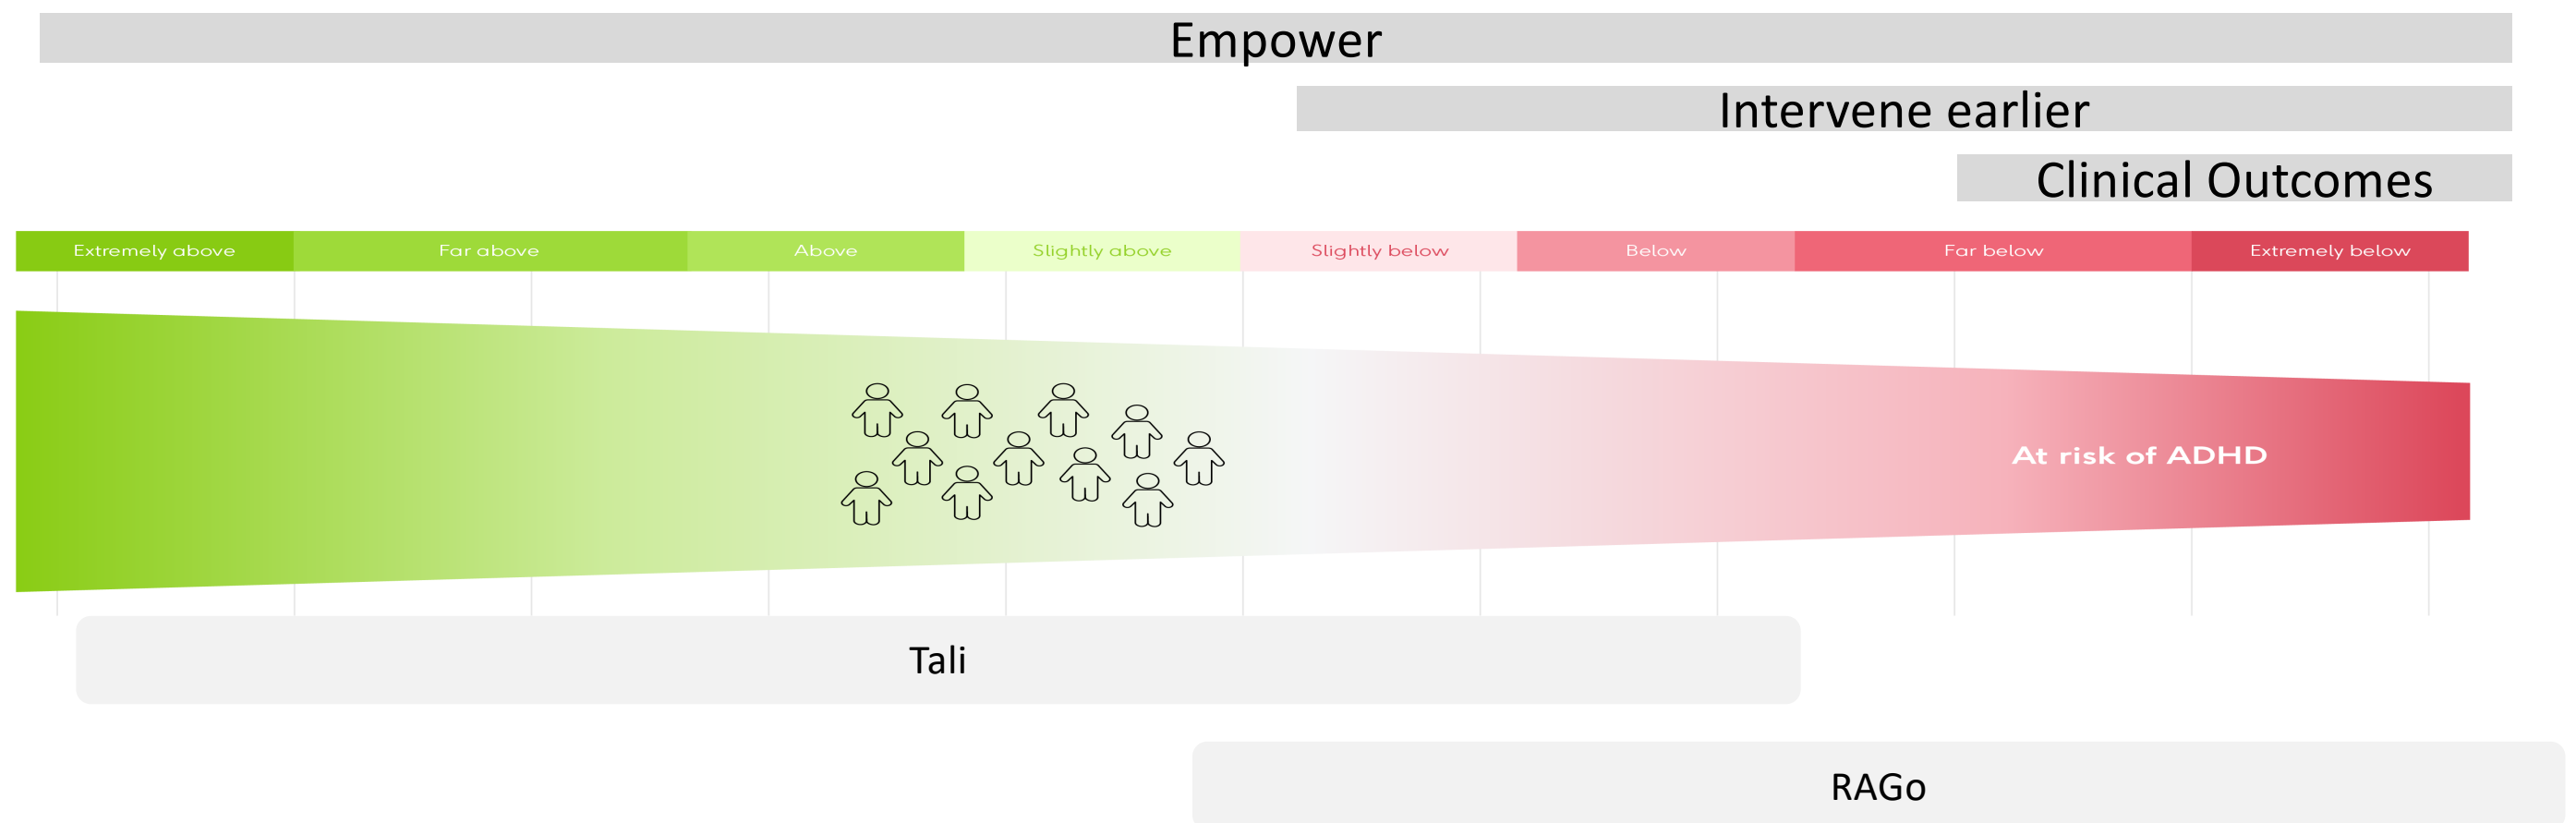 Empower
Intervene earlier
Clinical Outcomes
Extremely above Far above Above Slightly above Slightly below Below Far below Extremely below
At risk of ADHD
Tali
RAGo